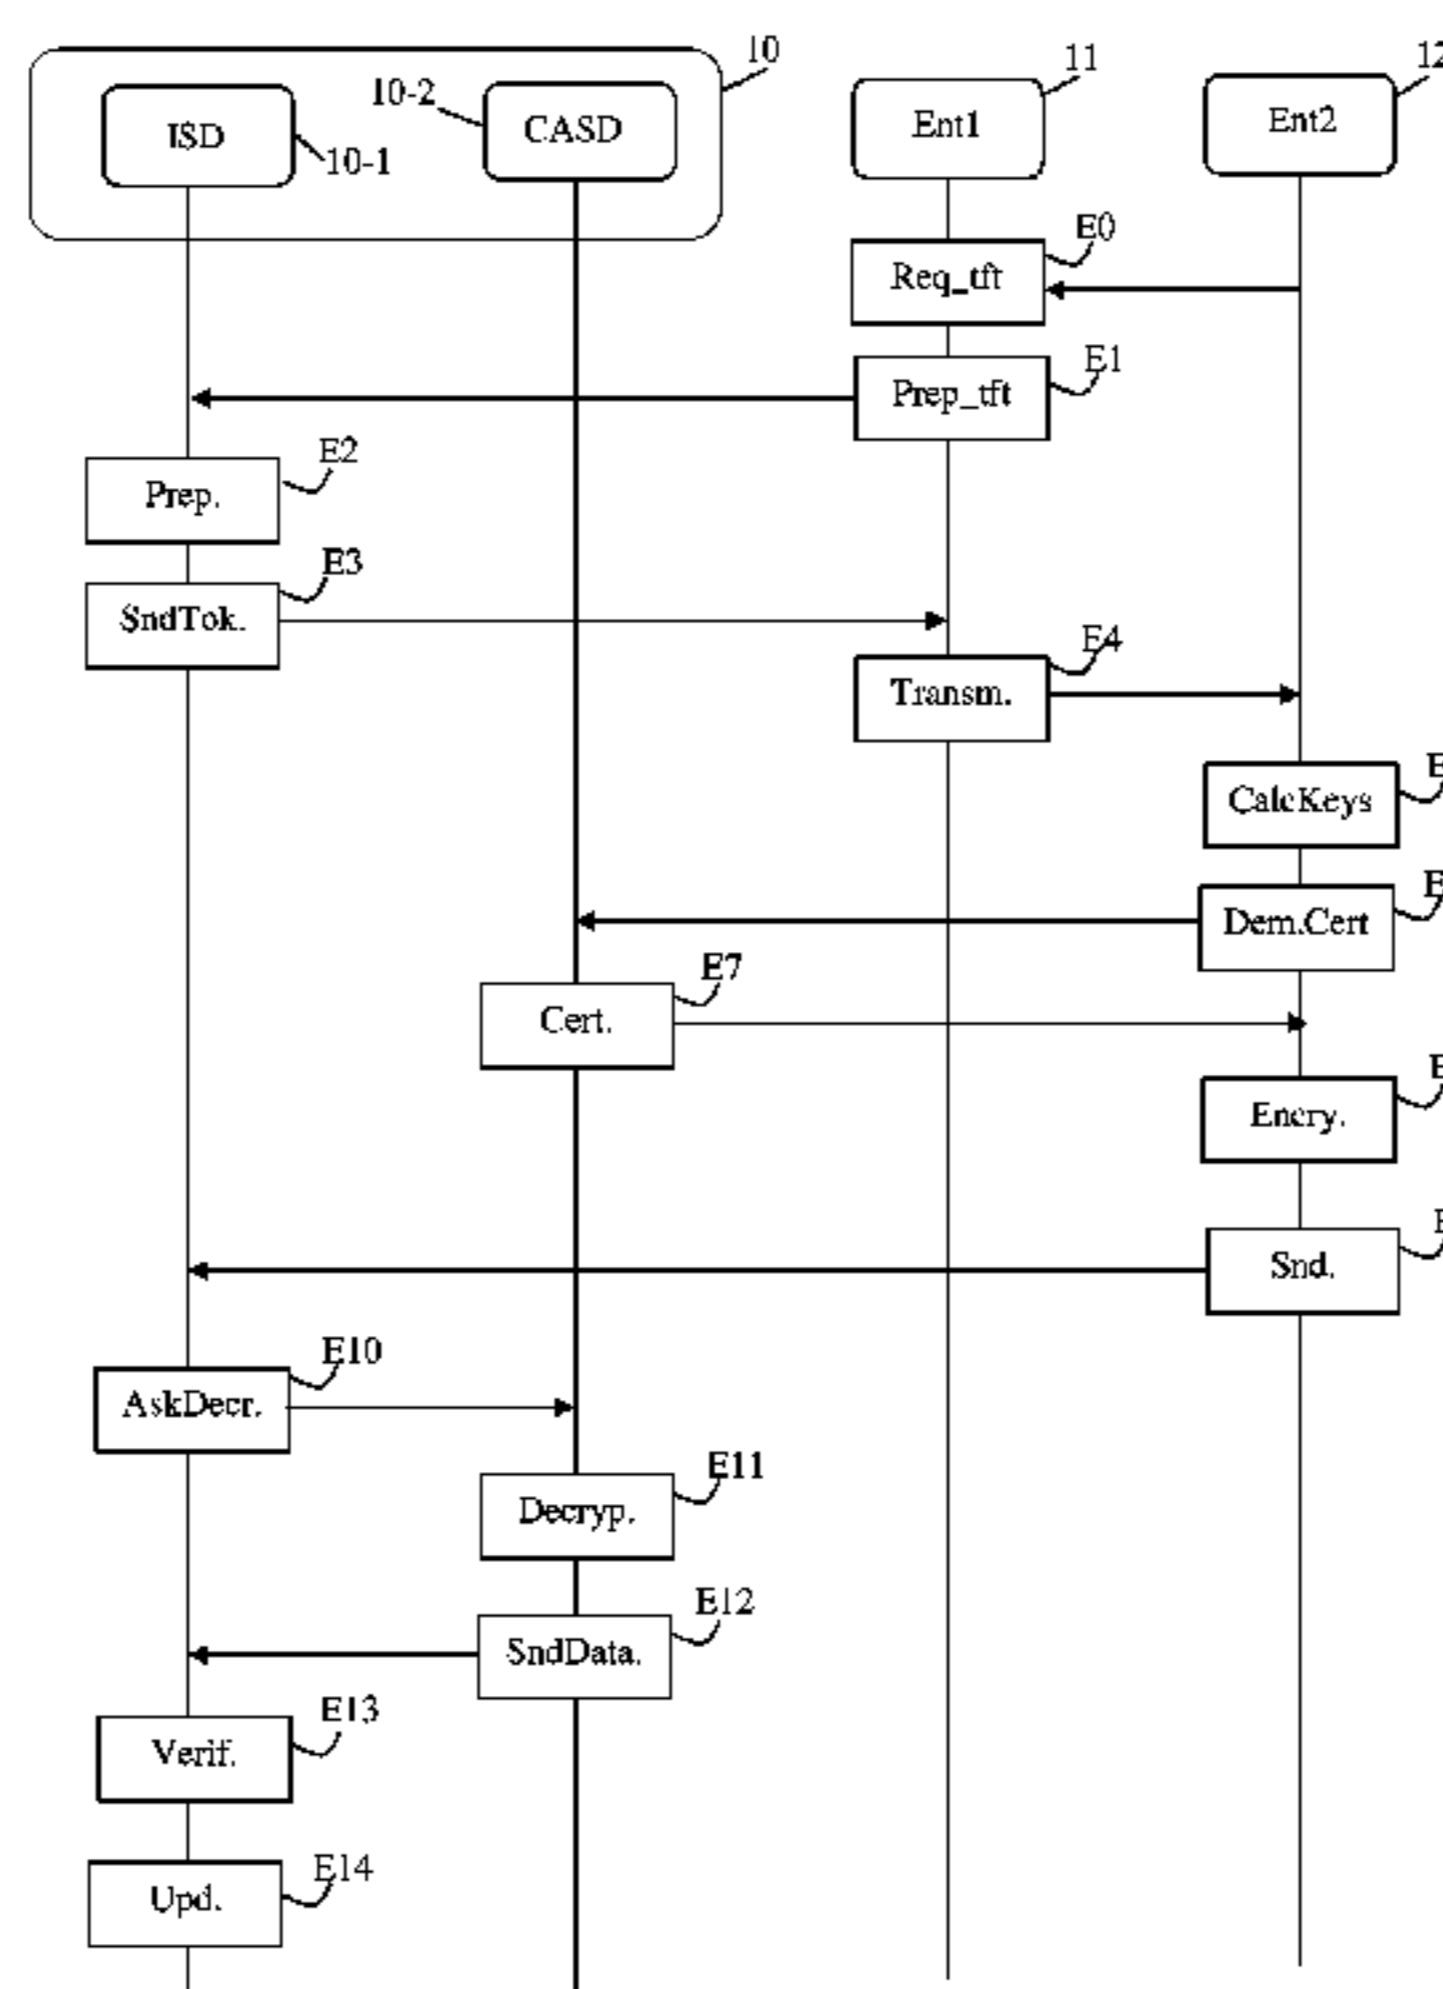 10
11
12
10-2
ISD
10-1
CASD
Ent1
Ent2
E0
Req_tft
E1
Prep_tft
E2
Prep.
E3
SndTok.
E4
Transm.
E
CalcKeys
E
Dem.Cert
E7
Cert.
E
Encry.
E
Snd.
E10
AskDecr.
E11
Decryp.
E12
SndData.
E13
Verif.
E14
Upd.